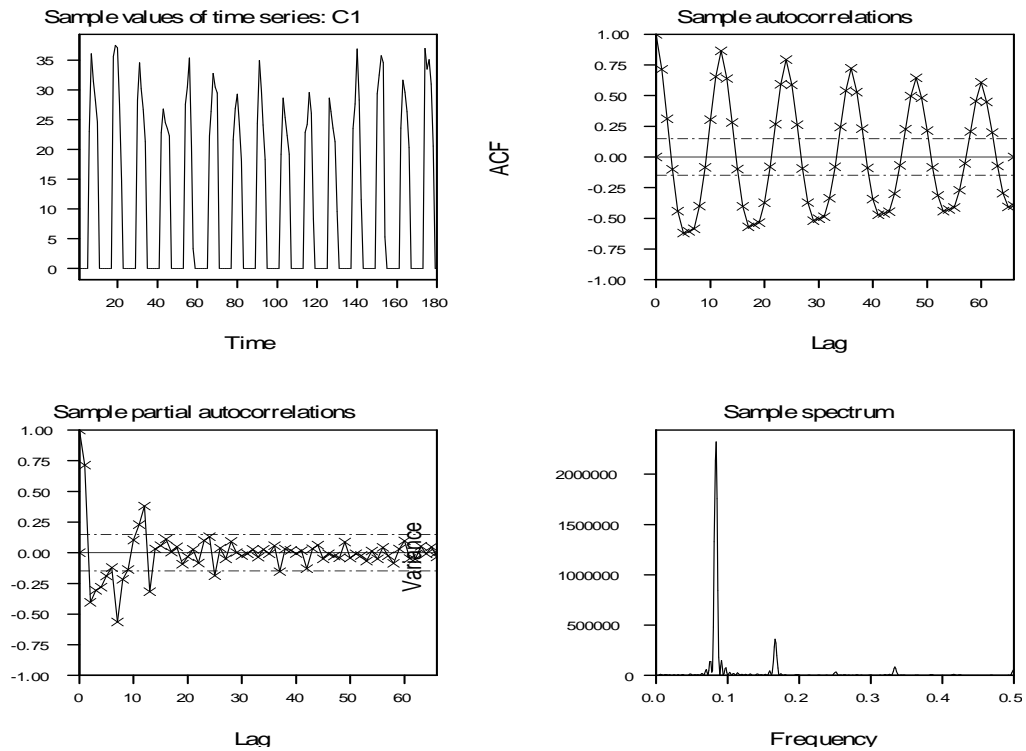 Sample values of time series: C1
35
30
25
20
15
10
5
0
20 40 60 80 100 120 140 160 180
Time
Sample autocorrelations
ACF
1.00
0.75
0.50
0.25
0.00
-0.25
-0.50
-0.75
-1.00
0 10 20 30 40 50 60
Lag
Sample partial autocorrelations
1.00
0.75
0.50
0.25
0.00
-0.25
-0.50
-0.75
-1.00
0 10 20 30 40 50 60
Lag
Sample spectrum
Variance
2000000
1500000
1000000
500000
0
0.0 0.1 0.2 0.3 0.4 0.5
Frequency